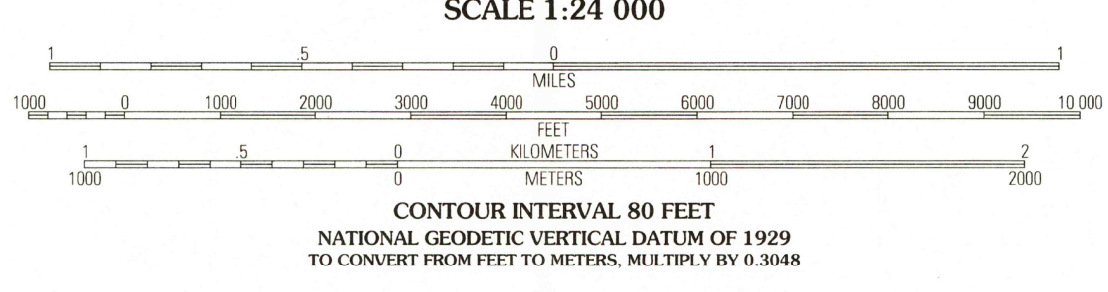 SCALE 1:24 000
1 .5 0 1
MILES
1000 0 1000 2000 3000 4000 5000 6000 7000 8000 9000 10 000
FEET
1 .5 0 KILOMETERS 1 2
1000 0 METERS 1000 2000
CONTOUR INTERVAL 80 FEET
NATIONAL GEODETIC VERTICAL DATUM OF 1929
TO CONVERT FROM FEET TO METERS, MULTIPLY BY 0.3048